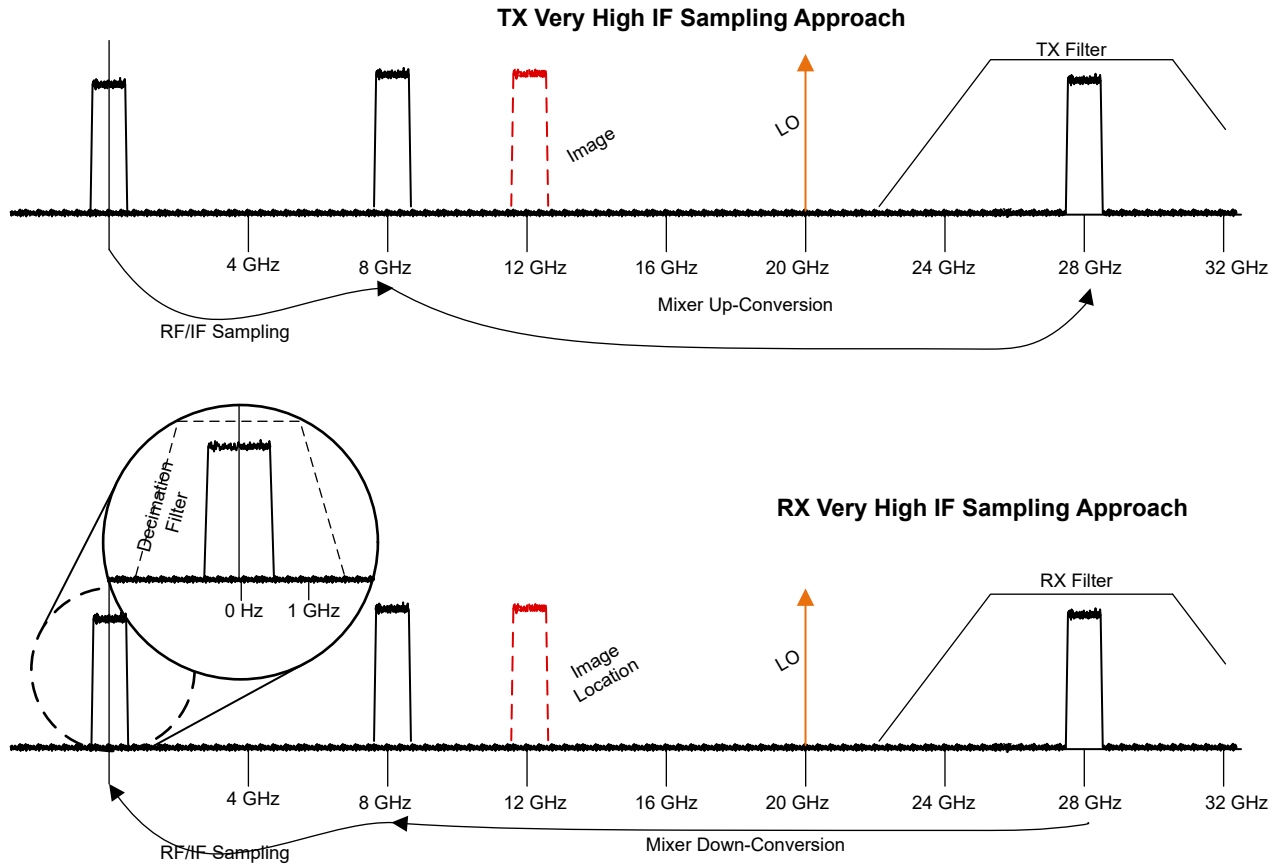 TX Very High IF Sampling Approach
TX Filter
LO
Image
4 GHz
8 GHz
12 GHz
16 GHz
20 GHz
24 GHz
28 GHz
32 GHz
Mixer Up-Conversion
RF/IF Sampling
Decimation
Filter
0 Hz
1 GHz
RX Very High IF Sampling Approach
RX Filter
LO
Image
Location
4 GHz
8 GHz
12 GHz
16 GHz
20 GHz
24 GHz
28 GHz
32 GHz
Mixer Down-Conversion
RF/IF Sampling